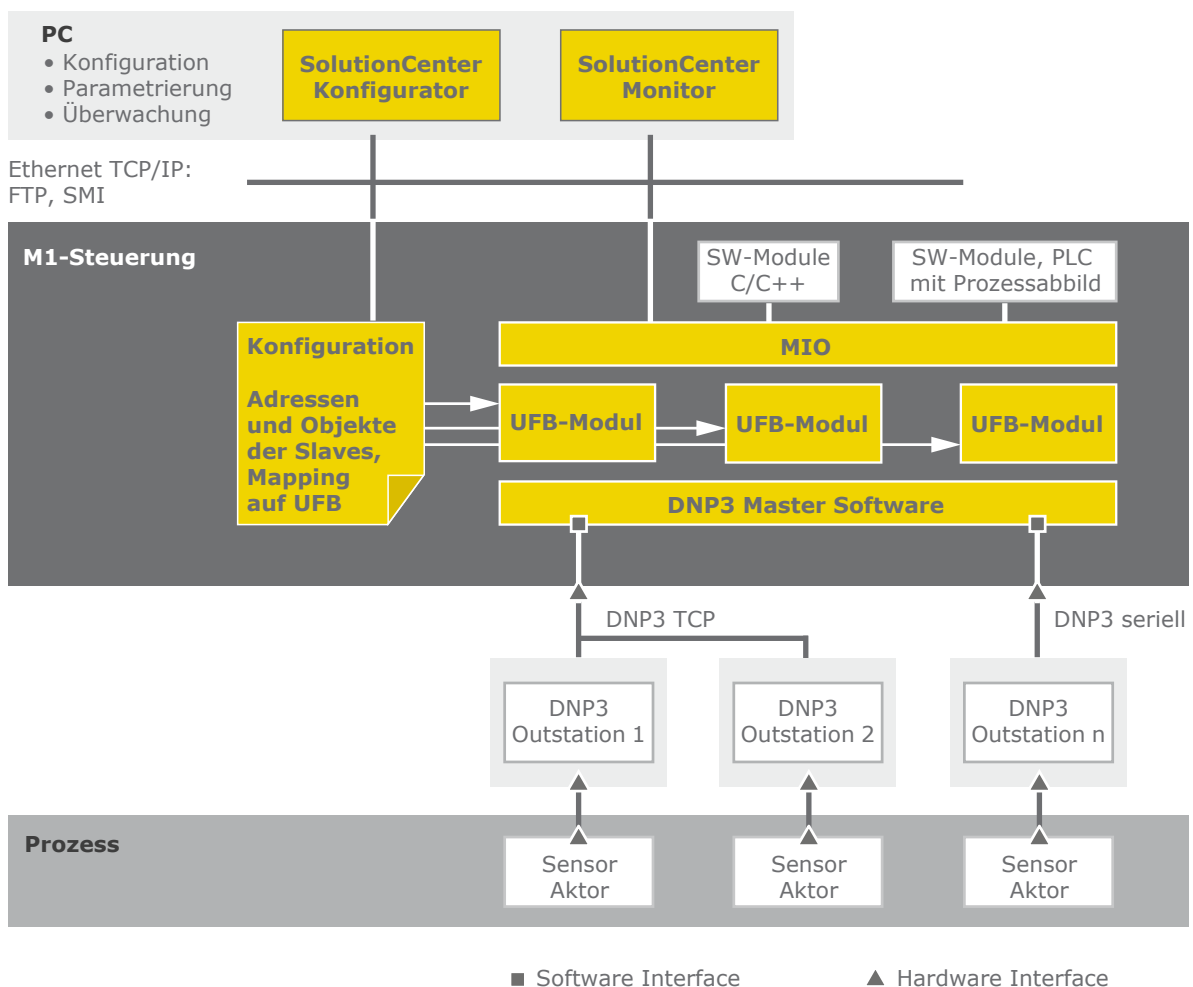 PC
• Konfiguration
• Parametrierung
• Überwachung
SolutionCenter
Konfigurator
SolutionCenter
Monitor
Ethernet TCP/IP:
FTP, SMI
M1-Steuerung
SW-Module
C/C++
SW-Module, PLC
mit Prozessabbild
Konfiguration
Adressen
und Objekte
der Slaves,
Mapping
auf UFB
MIO
UFB-Modul
UFB-Modul
UFB-Modul
DNP3 Master Software
DNP3 TCP
DNP3 seriell
DNP3
Outstation 1
DNP3
Outstation 2
DNP3
Outstation n
Prozess
Sensor
Aktor
Sensor
Aktor
Sensor
Aktor
Software Interface
Hardware Interface